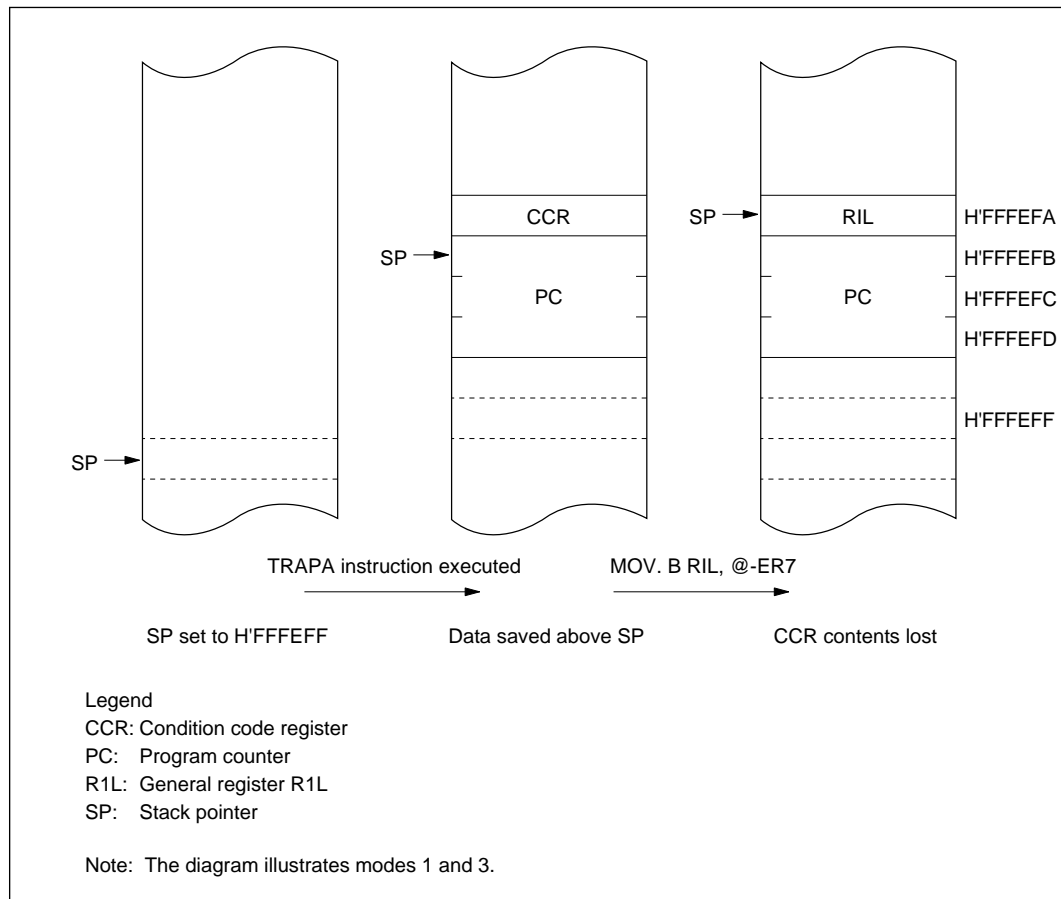 CCR
SP
RIL
H'FFFEFA
SP
H'FFFEFB
PC
PC
H'FFFEFC
H'FFFEFD
H'FFFEFF
SP
TRAPA instruction executed
MOV. B RIL, @-ER7
SP set to H'FFFEFF
Data saved above SP
CCR contents lost
Legend
CCR: Condition code register
PC: Program counter
R1L: General register R1L
SP: Stack pointer
Note: The diagram illustrates modes 1 and 3.